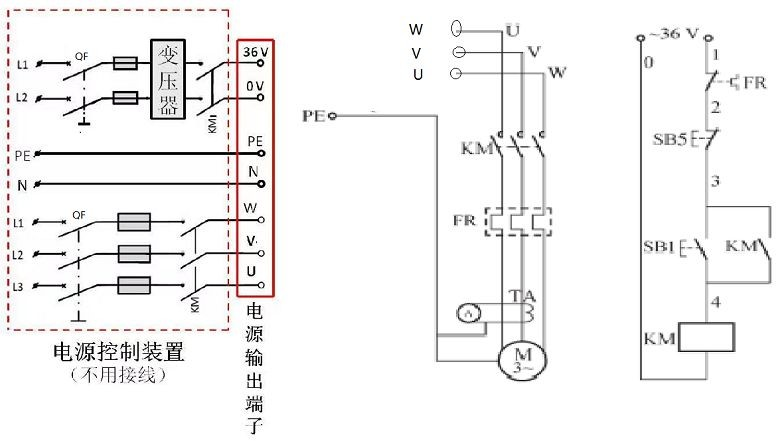 L1
QF
变压器
36 V
L2
0 V
KM
PE
PE
N
N
L1
QF
W
L2
V
L3
U
KM
电源输出端子
电源控制装置
（不用接线）
W
U
V
V
U
W
PE
KM
FR
TA
A
M
3~
~36 V
0
1
FR
2
SB5
3
SB1
KM
4
KM